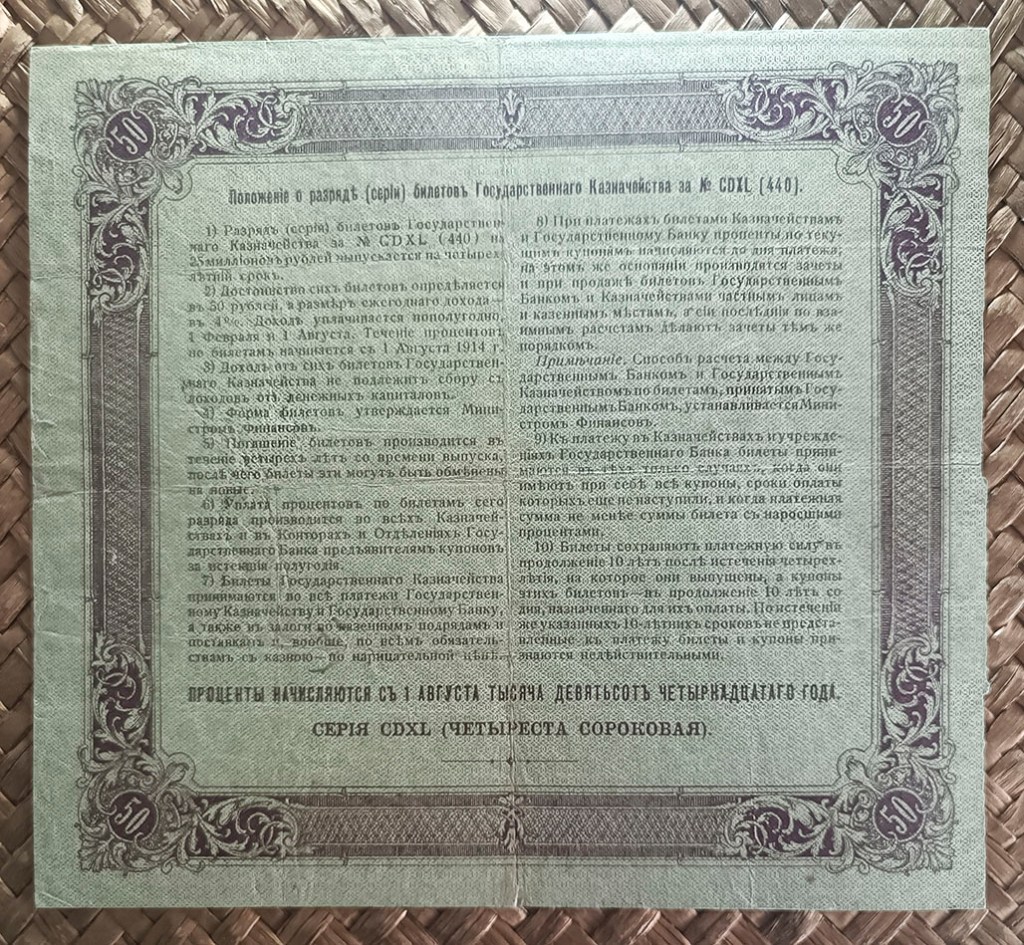 50
50
Положеніе о разрядѣ (серіи) билетовъ Государственнаго Казначейства за № CDXL (440).
1) Разрядъ (серія) билетовъ Государствен-
наго Казначейства за № CDXL (440) на
25 милліоновъ рублей выпускается на четырех-
лѣтній срокъ.
2) Достоинство сихъ билетовъ опредѣляется
въ 50 рублей, а размѣръ ежегоднаго дохода—
въ 4%. Доходъ уплачивается пополугодно,
1 Февраля и 1 Августа. Теченіе процентовъ
по билетамъ начинается съ 1 Августа 1914 г.
3) Доходъ отъ сихъ билетовъ Государствен-
наго Казначейства не подлежитъ сбору съ
доходовъ отъ денежныхъ капиталовъ.
4) Форма билетовъ утверждается Мини-
стромъ Финансовъ.
5) Погашеніе билетовъ производится въ
теченіе четырехъ лѣтъ со времени выпуска,
послѣ чего билеты эти могутъ быть обмѣнены
на новые.
6) Уплата процентовъ по билетамъ сего
разряда производится во всѣхъ Казначей-
ствахъ и въ Конторахъ и Отдѣленіяхъ Госу-
дарственнаго Банка предъявителямъ купоновъ
за истекшія полугодія.
7) Билеты Государственнаго Казначейства
принимаются во всѣ платежи Государствен-
ному Казначейству и Государственному Банку,
а также въ залоги по казеннымъ подрядамъ и
поставкамъ и, вообще, по всѣмъ обязатель-
ствамъ съ казною—по нарицательной цѣнѣ.
8) При платежахъ билетами Казначействамъ
и Государственному Банку проценты по теку-
щимъ купонамъ начисляются до дня платежа;
на этомъ же основаніи производятся зачеты
и при продажѣ билетовъ Государственнымъ
Банкомъ и Казначействами частнымъ лицамъ
и казеннымъ мѣстамъ, а сіи послѣднія по вза-
имнымъ расчетамъ дѣлаютъ зачеты тѣмъ же
порядкомъ.
Примѣчаніе. Способъ расчета между Госу-
дарственнымъ Банкомъ и Государственнымъ
Казначействомъ по билетамъ, принятымъ Госу-
дарственнымъ Банкомъ, устанавливается Мини-
стромъ Финансовъ.
9) Къ платежу въ Казначействахъ и учрежде-
ніяхъ Государственнаго Банка билеты прини-
маются въ тѣхъ только случаяхъ, когда они
имѣютъ при себѣ всѣ купоны, сроки оплаты
которыхъ еще не наступили, и когда платежная
сумма не менѣе суммы билета съ наросшими
процентами.
10) Билеты сохраняютъ платежную силу въ
продолженіе 10 лѣтъ послѣ истеченія четырех-
лѣтія, на которое они выпущены, а купоны
этихъ билетовъ—въ продолженіе 10 лѣтъ со
дня, назначеннаго для ихъ оплаты. По истеченіи
же указанныхъ 10-лѣтнихъ сроковъ не предста-
вленные къ платежу билеты и купоны при-
знаются недѣйствительными.
ПРОЦЕНТЫ НАЧИСЛЯЮТСЯ СЪ 1 АВГУСТА ТЫСЯЧА ДЕВЯТЬСОТЪ ЧЕТЫРНАДЦАТАГО ГОДА.
СЕРІЯ CDXL (ЧЕТЫРЕСТА СОРОКОВАЯ).
50
50